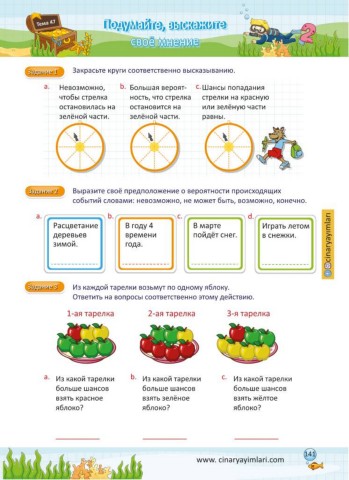 Тема 47
Подумайте, выскажите
своё мнение
2
Задание 1
Закрасьте круги соответственно высказыванию.
a. Невозможно,
чтобы стрелка
остановилась на
зелёной части.
b. Большая вероят-
ность, что стрелка
остановится на
зелёной части.
c. Шансы попадания
стрелки на красную
или зелёную части
равны.
Задание 2
Выразите своё предположение о вероятности происходящих
событий словами: невозможно, не может быть, возможно, конечно.
a.
Расцветание
деревьев
зимой.
b.
В году 4
времени
года.
c.
В марте
пойдёт снег.
d.
Играть летом
в снежки.
Задание 3
Из каждой тарелки возьмут по одному яблоку.
Ответить на вопросы соответственно этому действию.
1-ая тарелка
2-ая тарелка
3-я тарелка
a. Из какой тарелки
больше шансов
взять красное
яблоко?
b. Из какой тарелки
больше шансов
взять зелёное
яблоко?
c. Из какой тарелки
больше шансов
взять жёлтое
яблоко?
cinaryayimlari
www. cinaryayimlari.com
141